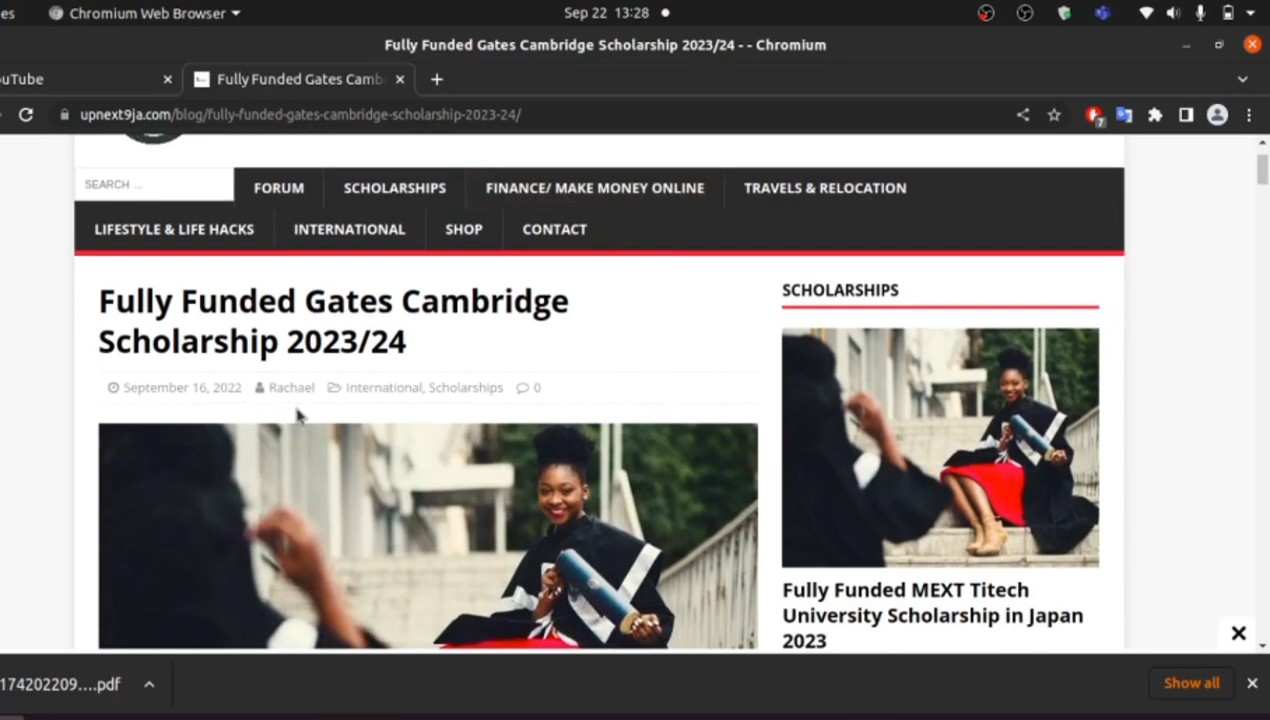 es
Chromium Web Browser
Sep 22 13:28
Fully Funded Gates Cambridge Scholarship 2023/24 - - Chromium
ouTube
Fully Funded Gates Camb
upnext9ja.com/blog/fully-funded-gates-cambridge-scholarship-2023-24/
7
SEARCH ...
FORUM
SCHOLARSHIPS
FINANCE/ MAKE MONEY ONLINE
TRAVELS & RELOCATION
LIFESTYLE & LIFE HACKS
INTERNATIONAL
SHOP
CONTACT
Fully Funded Gates Cambridge
Scholarship 2023/24
September 16, 2022 Rachael International, Scholarships 0
SCHOLARSHIPS
Fully Funded MEXT Titech
University Scholarship in Japan
2023
174202209....pdf
Show all